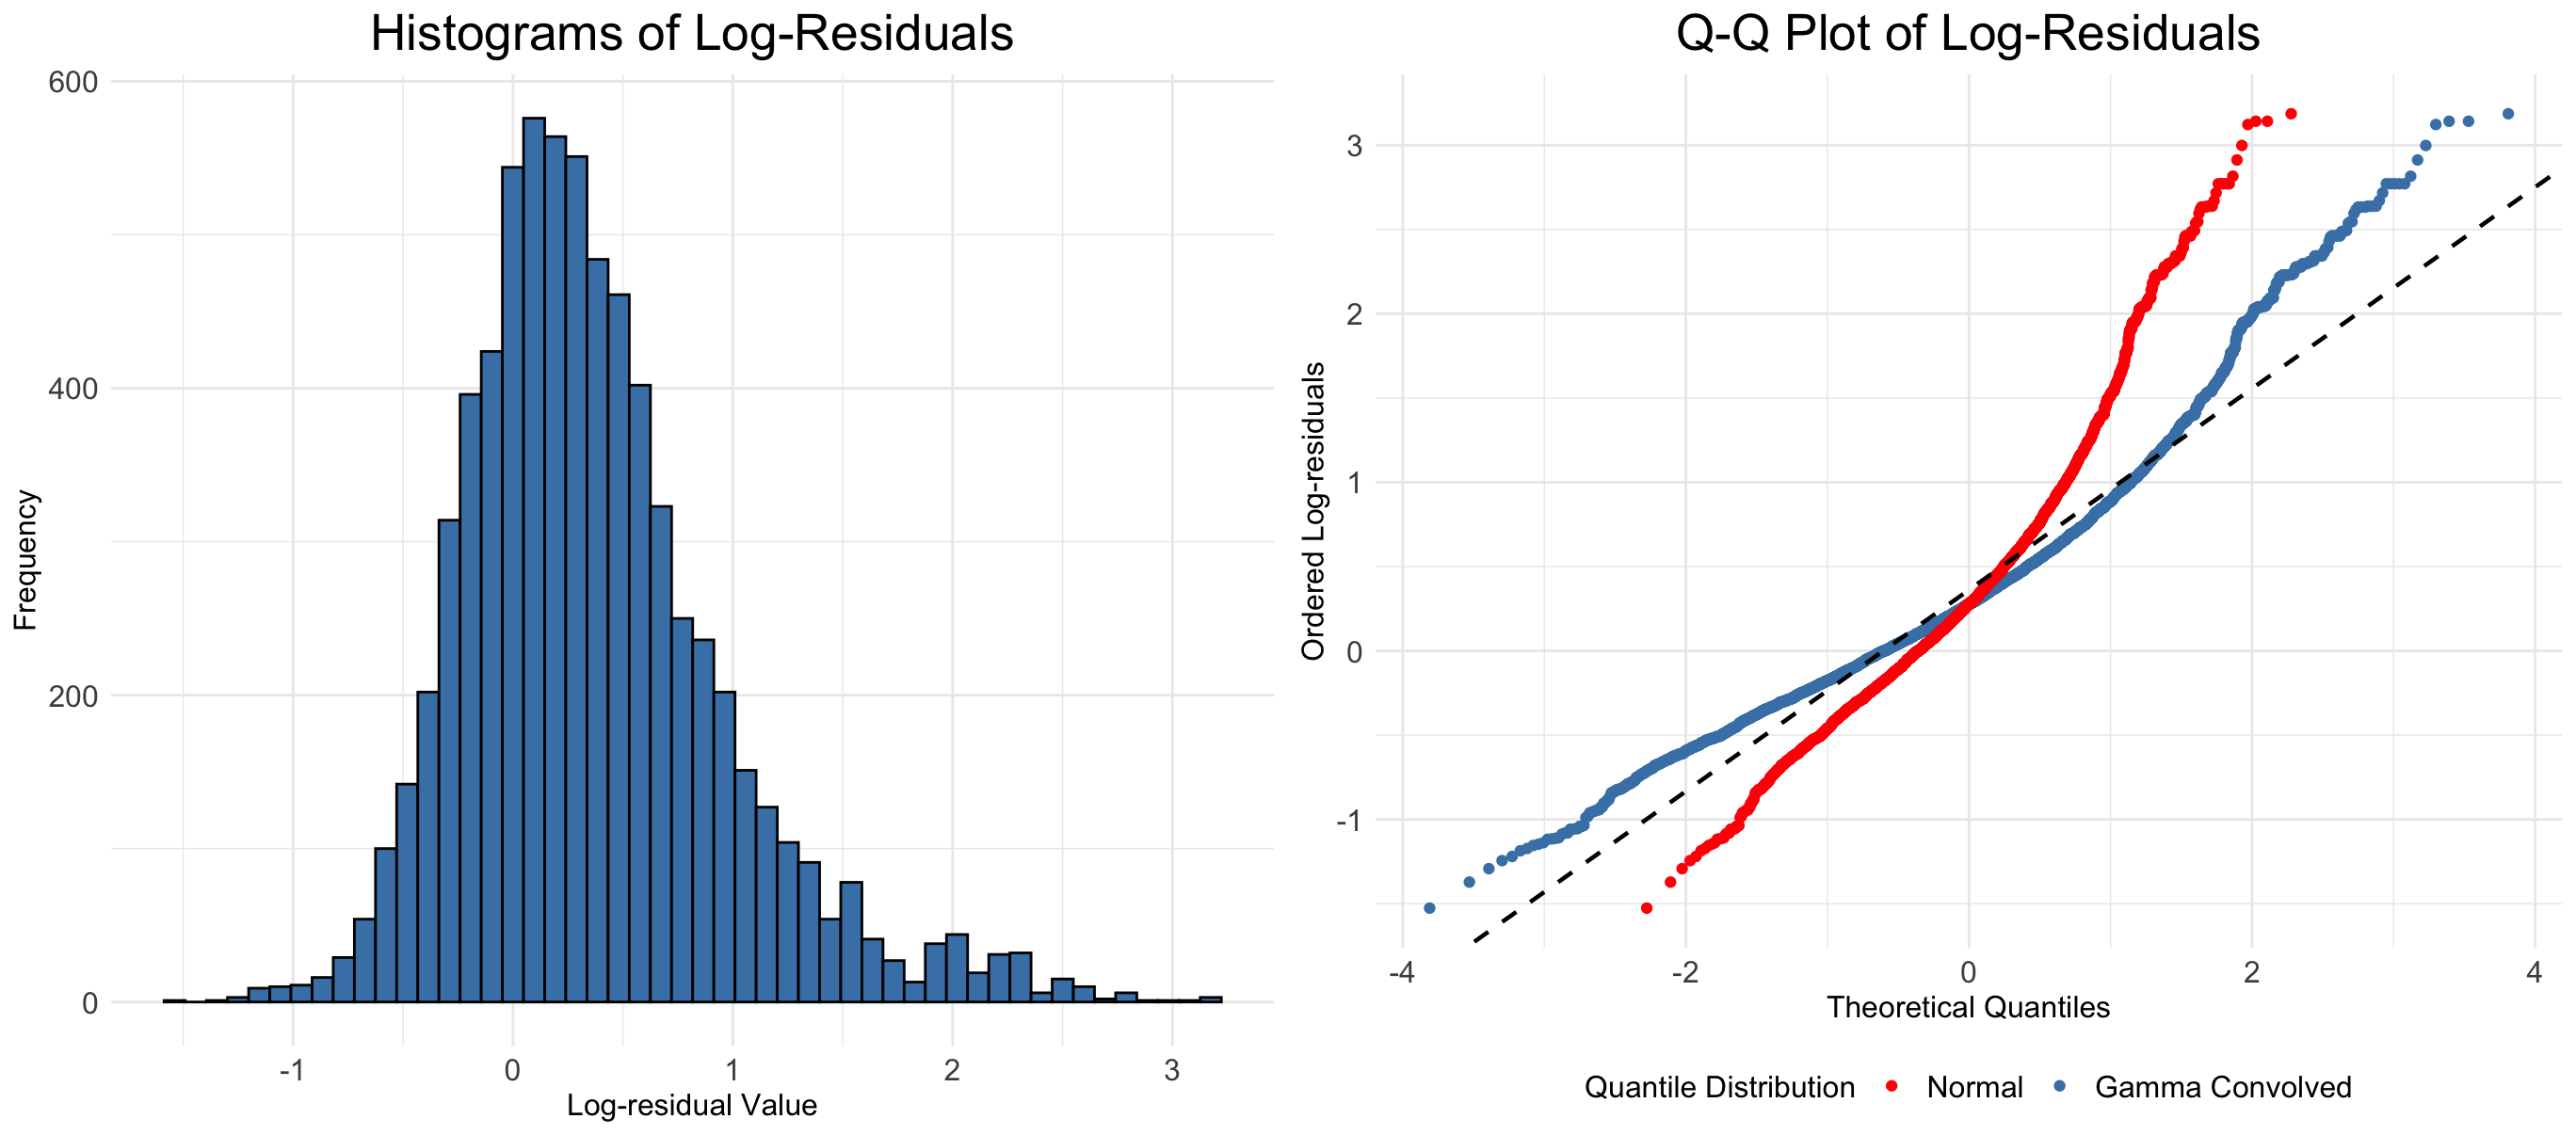 Histograms of Log-Residuals
600
400
200
0
Frequency
-1
0
1
2
3
Log-residual Value
Q-Q Plot of Log-Residuals
3
2
1
0
-1
Ordered Log-residuals
-4
-2
0
2
4
Theoretical Quantiles
Quantile Distribution Normal Gamma Convolved